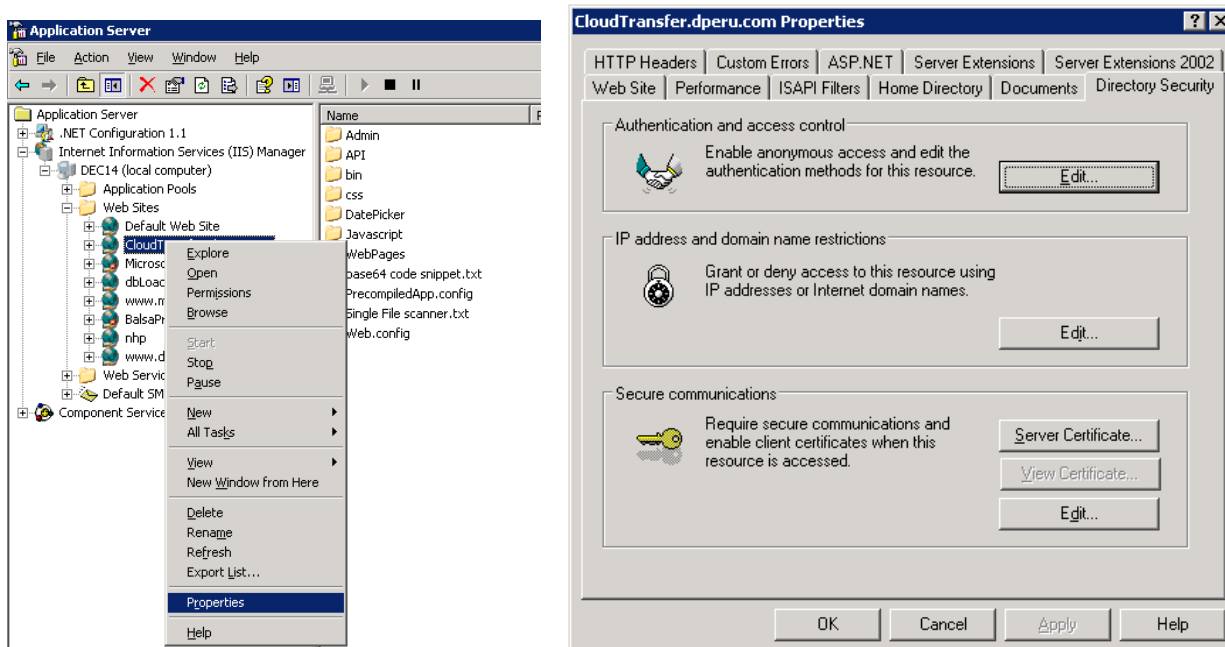 Application Server
File Action View Window Help
Application Server
.NET Configuration 1.1
Internet Information Services (IIS) Manager
DEC14 (local computer)
Application Pools
Web Sites
Default Web Site
CloudT
Microsc
dbLoac
www.m
BalsaPr
nhp
www.d
Web Servic
Default SM
Component Service
Name
Admin
API
bin
css
DatePicker
Javascript
WebPages
base64 code snippet.txt
PrecompiledApp.config
Single File scanner.txt
Web.config
Explore
Open
Permissions
Browse
Start
Stop
Pause
New
All Tasks
View
New Window from Here
Delete
Rename
Refresh
Export List...
Properties
Help
CloudTransfer.dperu.com Properties
HTTP Headers Custom Errors ASP.NET Server Extensions Server Extensions 2002
Web Site Performance ISAPI Filters Home Directory Documents Directory Security
Authentication and access control
Enable anonymous access and edit the
authentication methods for this resource.
Edit...
IP address and domain name restrictions
Grant or deny access to this resource using
IP addresses or Internet domain names.
Edit...
Secure communications
Require secure communications and
enable client certificates when this
resource is accessed.
Server Certificate...
View Certificate...
Edit...
OK Cancel Apply Help